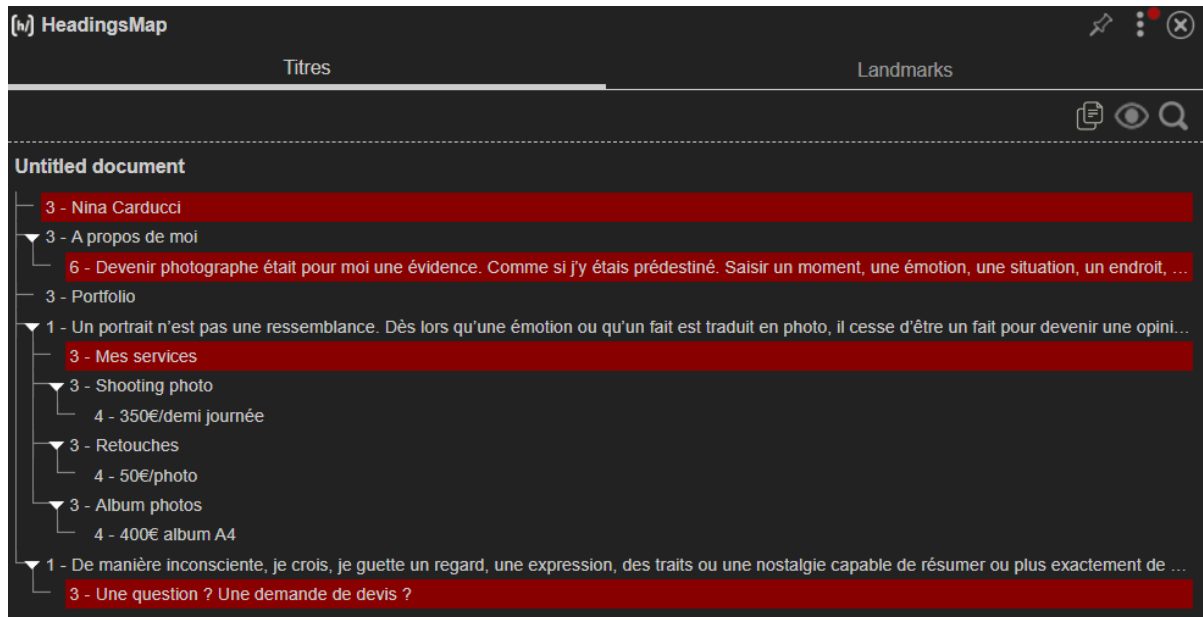 [h/] HeadingsMap
Titres
Landmarks
Untitled document
3 - Nina Carducci
3 - A propos de moi
6 - Devenir photographe était pour moi une évidence. Comme si j'y étais prédestiné. Saisir un moment, une émotion, une situation, un endroit, ...
3 - Portfolio
1 - Un portrait n’est pas une ressemblance. Dès lors qu’une émotion ou qu’un fait est traduit en photo, il cesse d’être un fait pour devenir une opini...
3 - Mes services
3 - Shooting photo
4 - 350€/demi journée
3 - Retouches
4 - 50€/photo
3 - Album photos
4 - 400€ album A4
1 - De manière inconsciente, je crois, je guette un regard, une expression, des traits ou une nostalgie capable de résumer ou plus exactement de ...
3 - Une question ? Une demande de devis ?